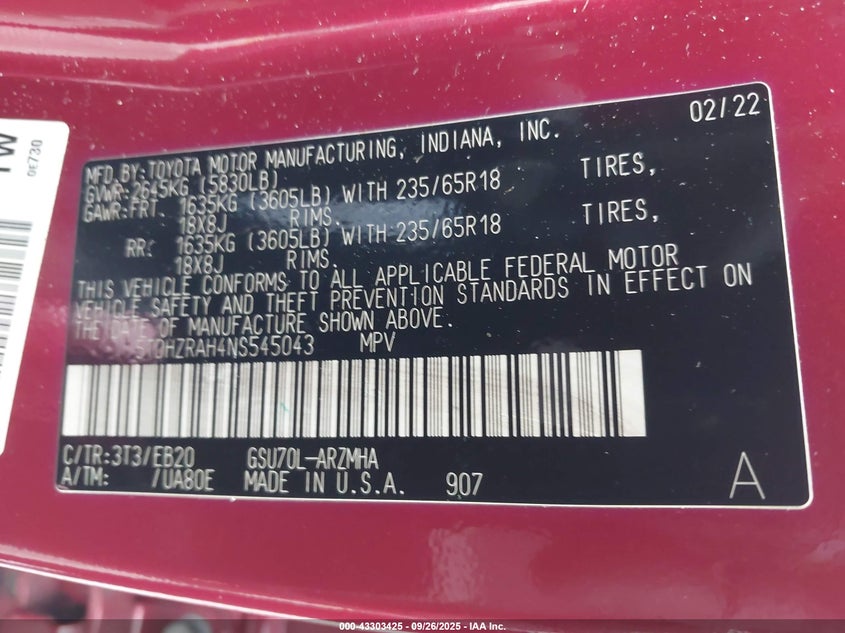 02/22
MFD.BY:TOYOTA MOTOR MANUFACTURING, INDIANA, INC.
GVWR:2645KG (5830LB)
GAWR:FRT. 1635KG (3605LB) WITH 235/65R18 TIRES,
18X8J RIMS.
RR: 1635KG (3605LB) WITH 235/65R18 TIRES,
18X8J RIMS.
THIS VEHICLE CONFORMS TO ALL APPLICABLE FEDERAL MOTOR
VEHICLE SAFETY AND THEFT PREVENTION STANDARDS IN EFFECT ON
THE DATE OF MANUFACTURE SHOWN ABOVE.
5TDHZRAH4NS545043 MPV
C/TR:3T3/EB20 GSU70L-ARZMHA
A/TM: /UA80E MADE IN U.S.A. 907 A
0E730
000-43303425 - 09/26/2025 - IAA Inc.